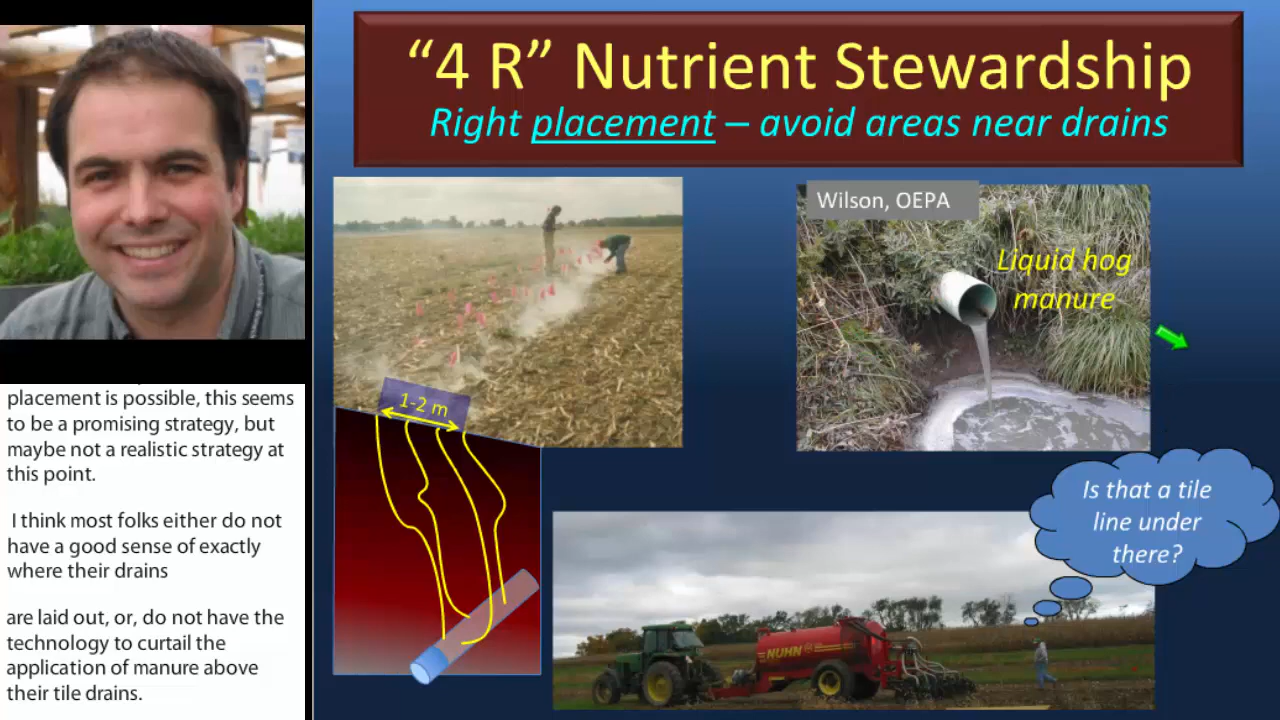 “4 R” Nutrient Stewardship
Right placement – avoid areas near drains
Wilson, OEPA
Liquid hog
manure
1-2 m
Is that a tile
line under
there?
NUHN
placement is possible, this seems
to be a promising strategy, but
maybe not a realistic strategy at
this point.
I think most folks either do not
have a good sense of exactly
where their drains
are laid out, or, do not have the
technology to curtail the
application of manure above
their tile drains.